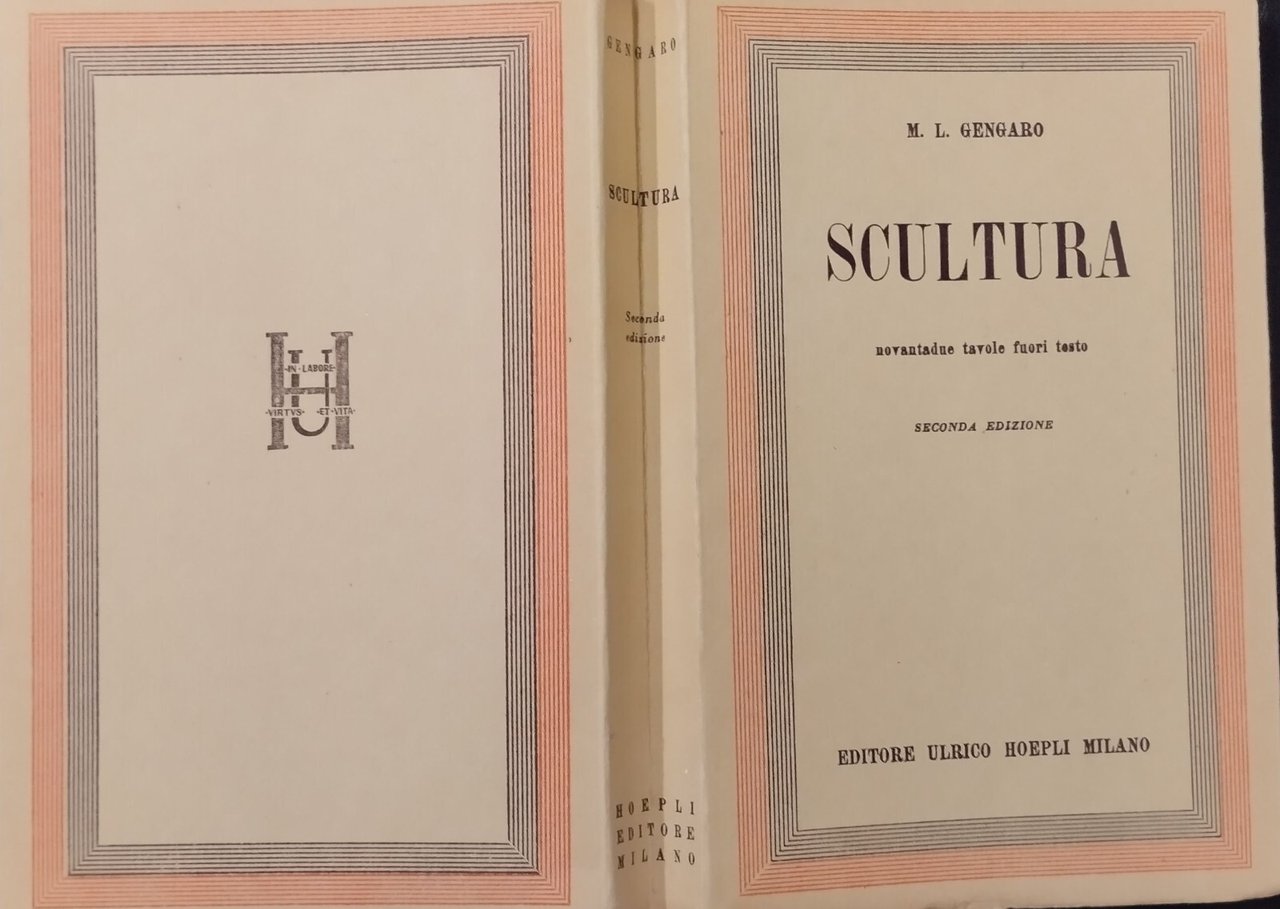 ·IN·LABORE·
·VIRTVS· ·ET·VITA·
GENGARO
SCULTURA
Seconda
edizione
HOEPLI
EDITORE
MILANO
M. L. GENGARO
SCULTURA
novantadue tavole fuori testo
SECONDA EDIZIONE
EDITORE ULRICO HOEPLI MILANO